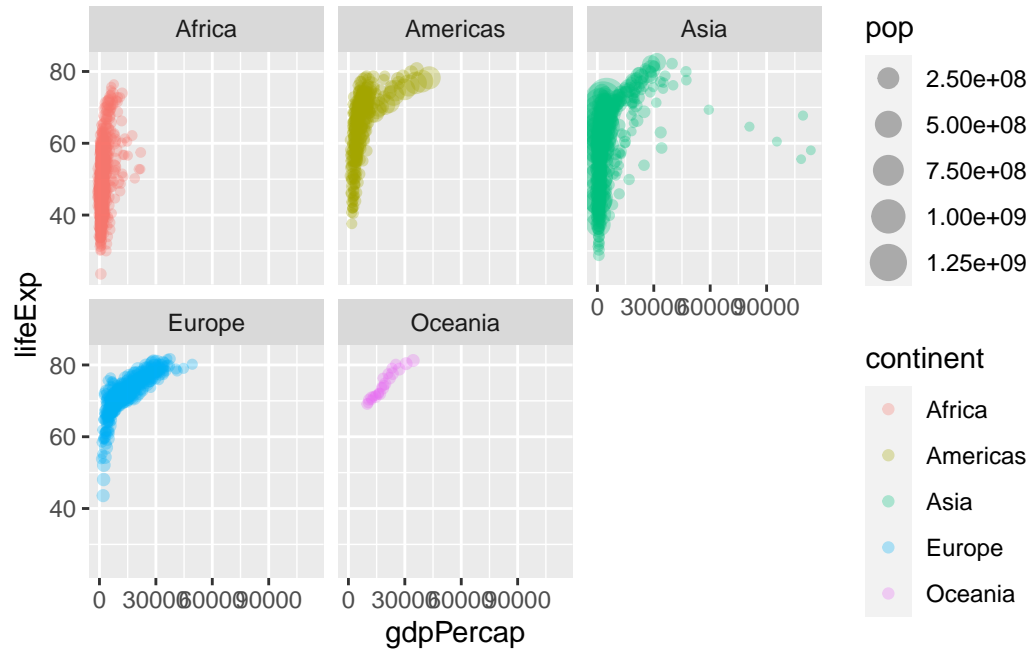 Africa
Americas
Asia
80
60
40
0 30000 60000 90000
Europe
Oceania
80
60
40
0 30000 60000 90000
0 30000 60000 90000
gdpPercap
lifeExp
pop
2.50e+08
5.00e+08
7.50e+08
1.00e+09
1.25e+09
continent
Africa
Americas
Asia
Europe
Oceania